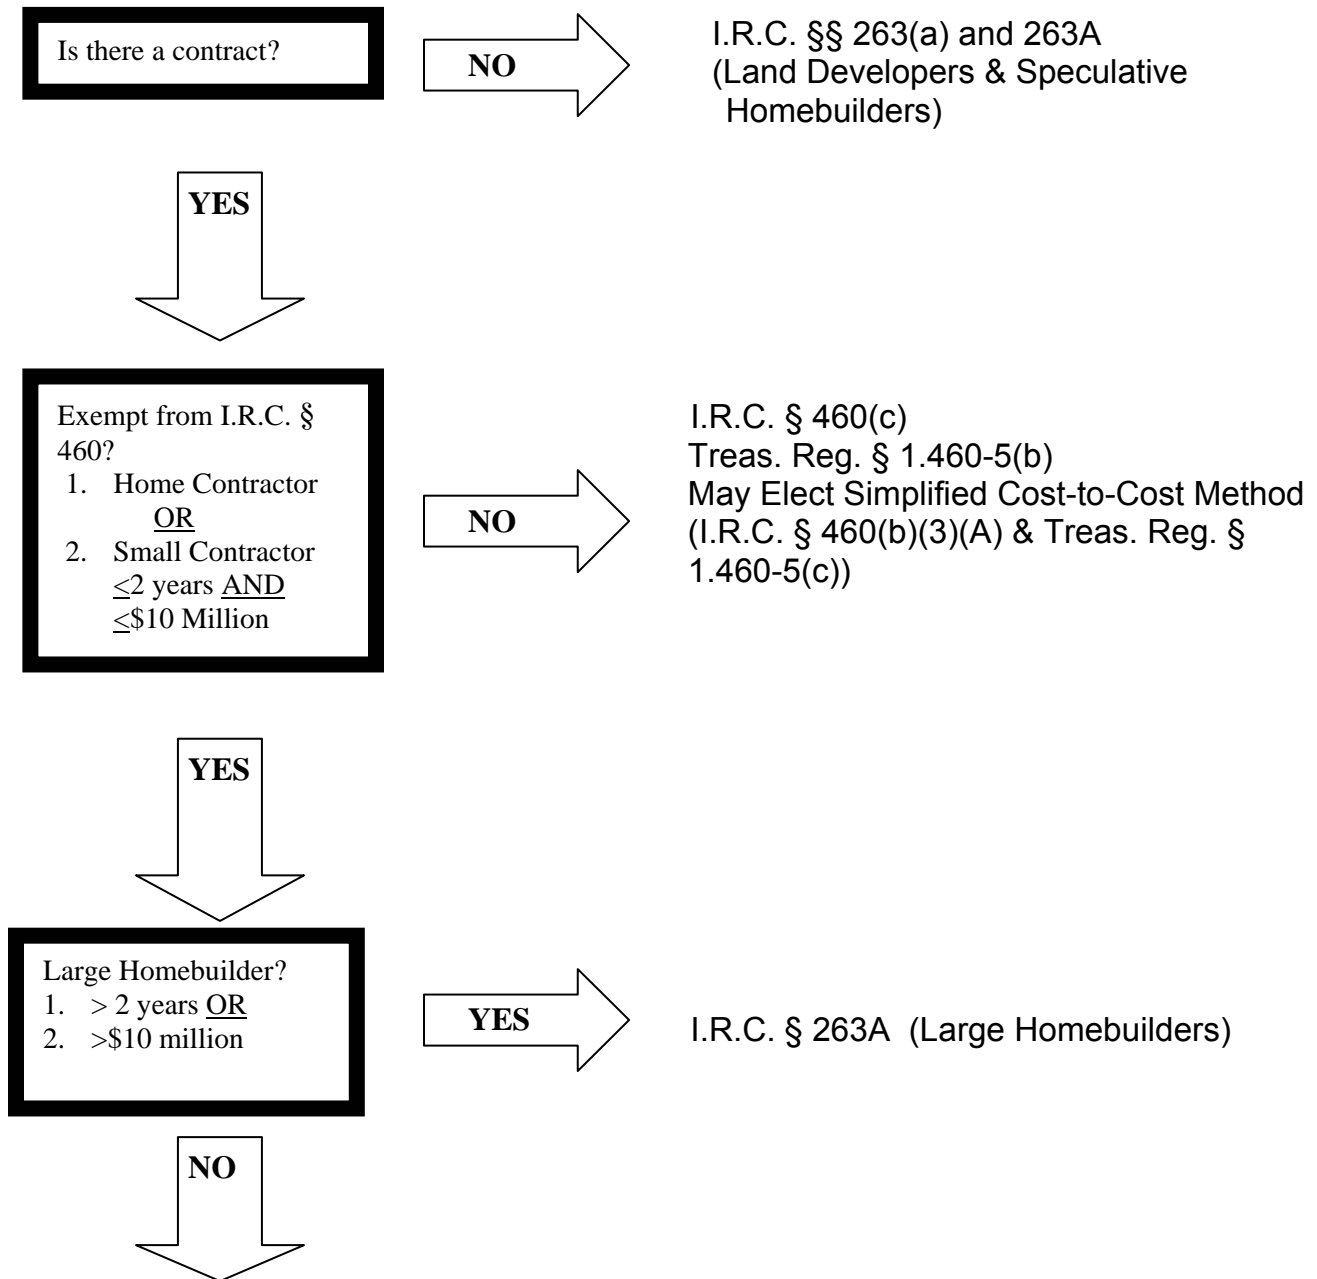 Is there a contract?
NO
I.R.C. §§ 263(a) and 263A
(Land Developers & Speculative
Homebuilders)
YES
Exempt from I.R.C. §
460?
1. Home Contractor
OR
2. Small Contractor
<2 years AND
<$10 Million
NO
I.R.C. § 460(c)
Treas. Reg. § 1.460-5(b)
May Elect Simplified Cost-to-Cost Method
(I.R.C. § 460(b)(3)(A) & Treas. Reg. §
1.460-5(c))
YES
Large Homebuilder?
1. > 2 years OR
2. >$10 million
YES
I.R.C. § 263A (Large Homebuilders)
NO